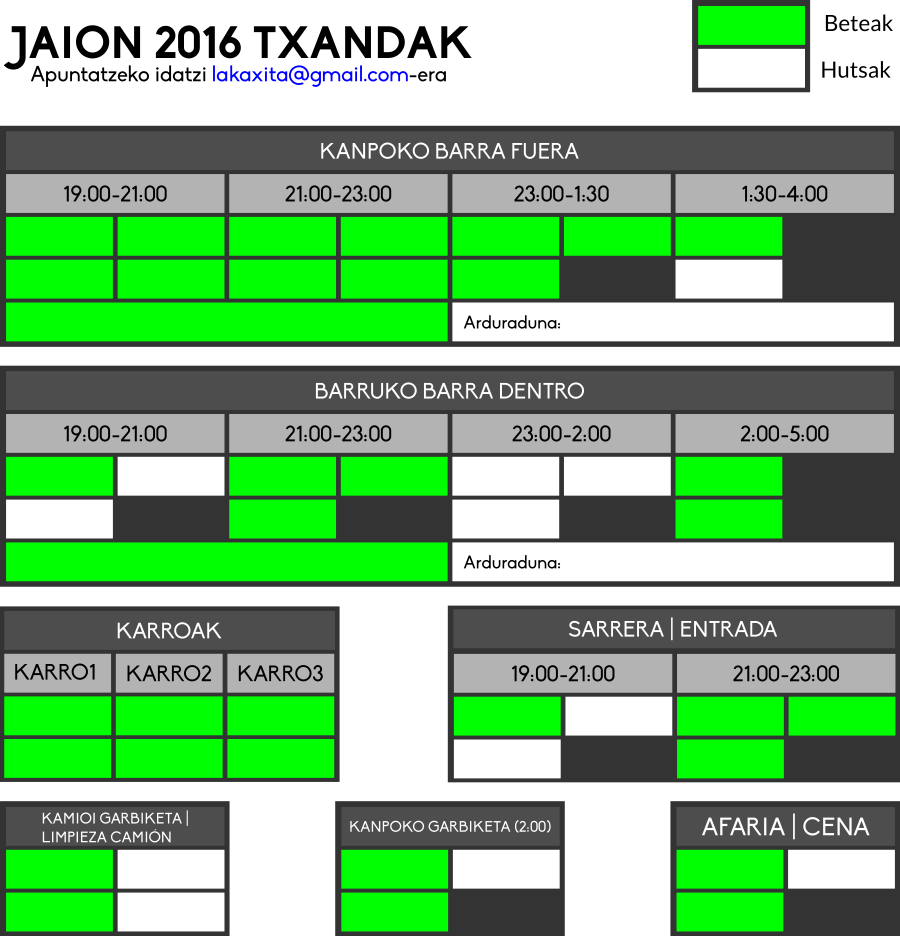 JAION 2016 TXANDAK
Apuntatzeko idatzi lakaxita@gmail.com-era
Beteak
Hutsak
KANPOKO BARRA FUERA
19:00-21:00 21:00-23:00 23:00-1:30 1:30-4:00
Arduraduna:
BARRUKO BARRA DENTRO
19:00-21:00 21:00-23:00 23:00-2:00 2:00-5:00
Arduraduna:
KARROAK
KARRO1 KARRO2 KARRO3
SARRERA | ENTRADA
19:00-21:00 21:00-23:00
KAMIOI GARBIKETA |
LIMPIEZA CAMIÓN
KANPOKO GARBIKETA (2:00)
AFARIA | CENA